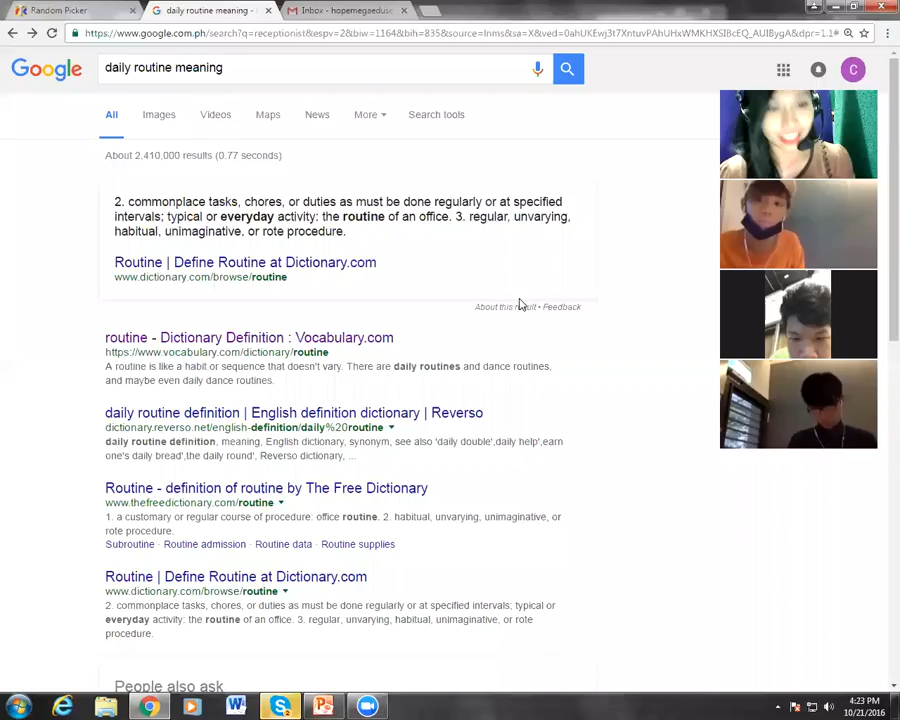 Random Picker
daily routine meaning -
Inbox - hopemegaeduse
https://www.google.com.ph/search?q=receptionist&espv=2&biw=1164&bih=835&source=lnms&sa=X&ved=
Google
daily routine meaning
C
All Images Videos Maps News More Search tools
About 2,410,000 results (0.77 seconds)
2. commonplace tasks, chores, or duties as must be done regularly or at specified
intervals; typical or everyday activity: the routine of an office. 3. regular, unvarying,
habitual, unimaginative, or rote procedure.
Routine | Define Routine at Dictionary.com
www.dictionary.com/browse/routine
About this result • Feedback
routine - Dictionary Definition : Vocabulary.com
https://www.vocabulary.com/dictionary/routine
A routine is like a habit or sequence that doesn't vary. There are daily routines and dance routines,
and maybe even daily dance routines.
daily routine definition | English definition dictionary | Reverso
dictionary.reverso.net/english-definition/daily%20routine
daily routine definition, meaning, English dictionary, synonym, see also 'daily double',daily help',earn
one's daily bread',the daily round', Reverso dictionary, ...
Routine - definition of routine by The Free Dictionary
www.thefreedictionary.com/routine
1. a customary or regular course of procedure: office routine. 2. habitual, unvarying, unimaginative, or
rote procedure.
Subroutine · Routine admission · Routine data · Routine supplies
Routine | Define Routine at Dictionary.com
www.dictionary.com/browse/routine
2. commonplace tasks, chores, or duties as must be done regularly or at specified intervals; typical or
everyday activity: the routine of an office. 3. regular, unvarying, habitual, unimaginative, or rote
procedure.
People also ask
4:23 PM
10/21/2016